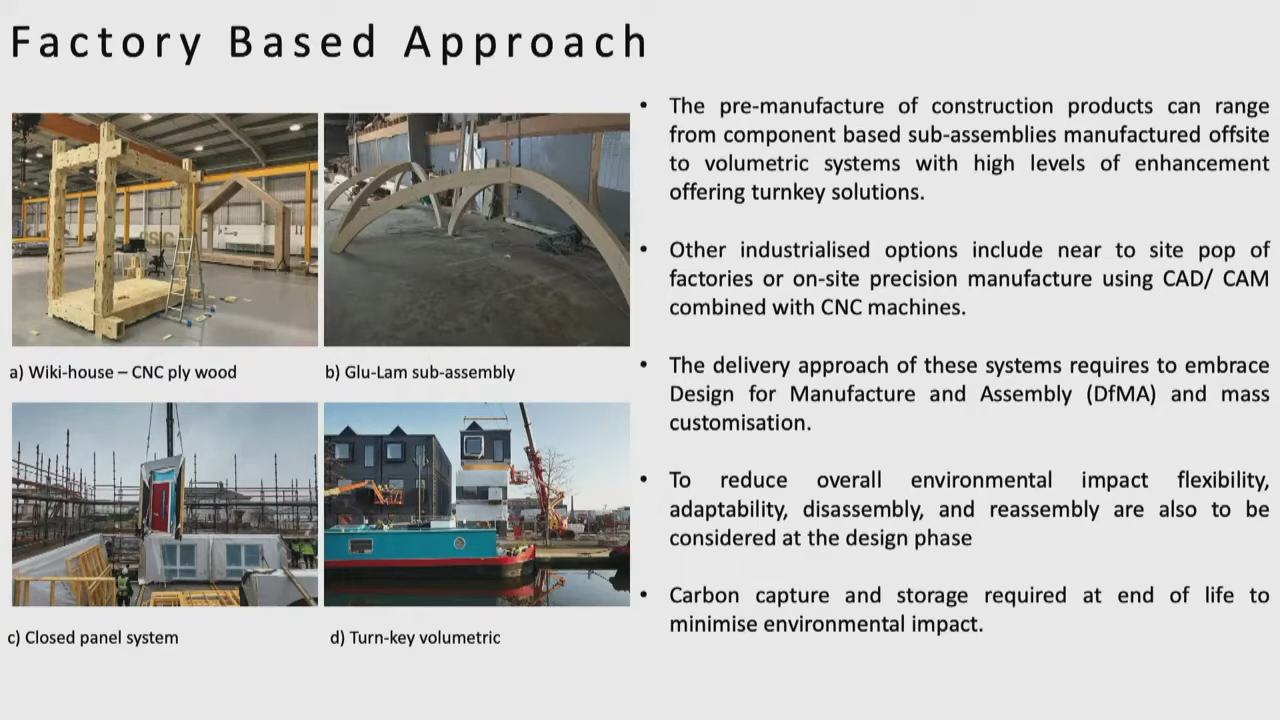 Factory Based Approach
a) Wiki-house – CNC ply wood
b) Glu-Lam sub-assembly
c) Closed panel system
d) Turn-key volumetric
• The pre-manufacture of construction products can range
from component based sub-assemblies manufactured offsite
to volumetric systems with high levels of enhancement
offering turnkey solutions.
• Other industrialised options include near to site pop of
factories or on-site precision manufacture using CAD/ CAM
combined with CNC machines.
• The delivery approach of these systems requires to embrace
Design for Manufacture and Assembly (DfMA) and mass
customisation.
• To reduce overall environmental impact flexibility,
adaptability, disassembly, and reassembly are also to be
considered at the design phase
• Carbon capture and storage required at end of life to
minimise environmental impact.